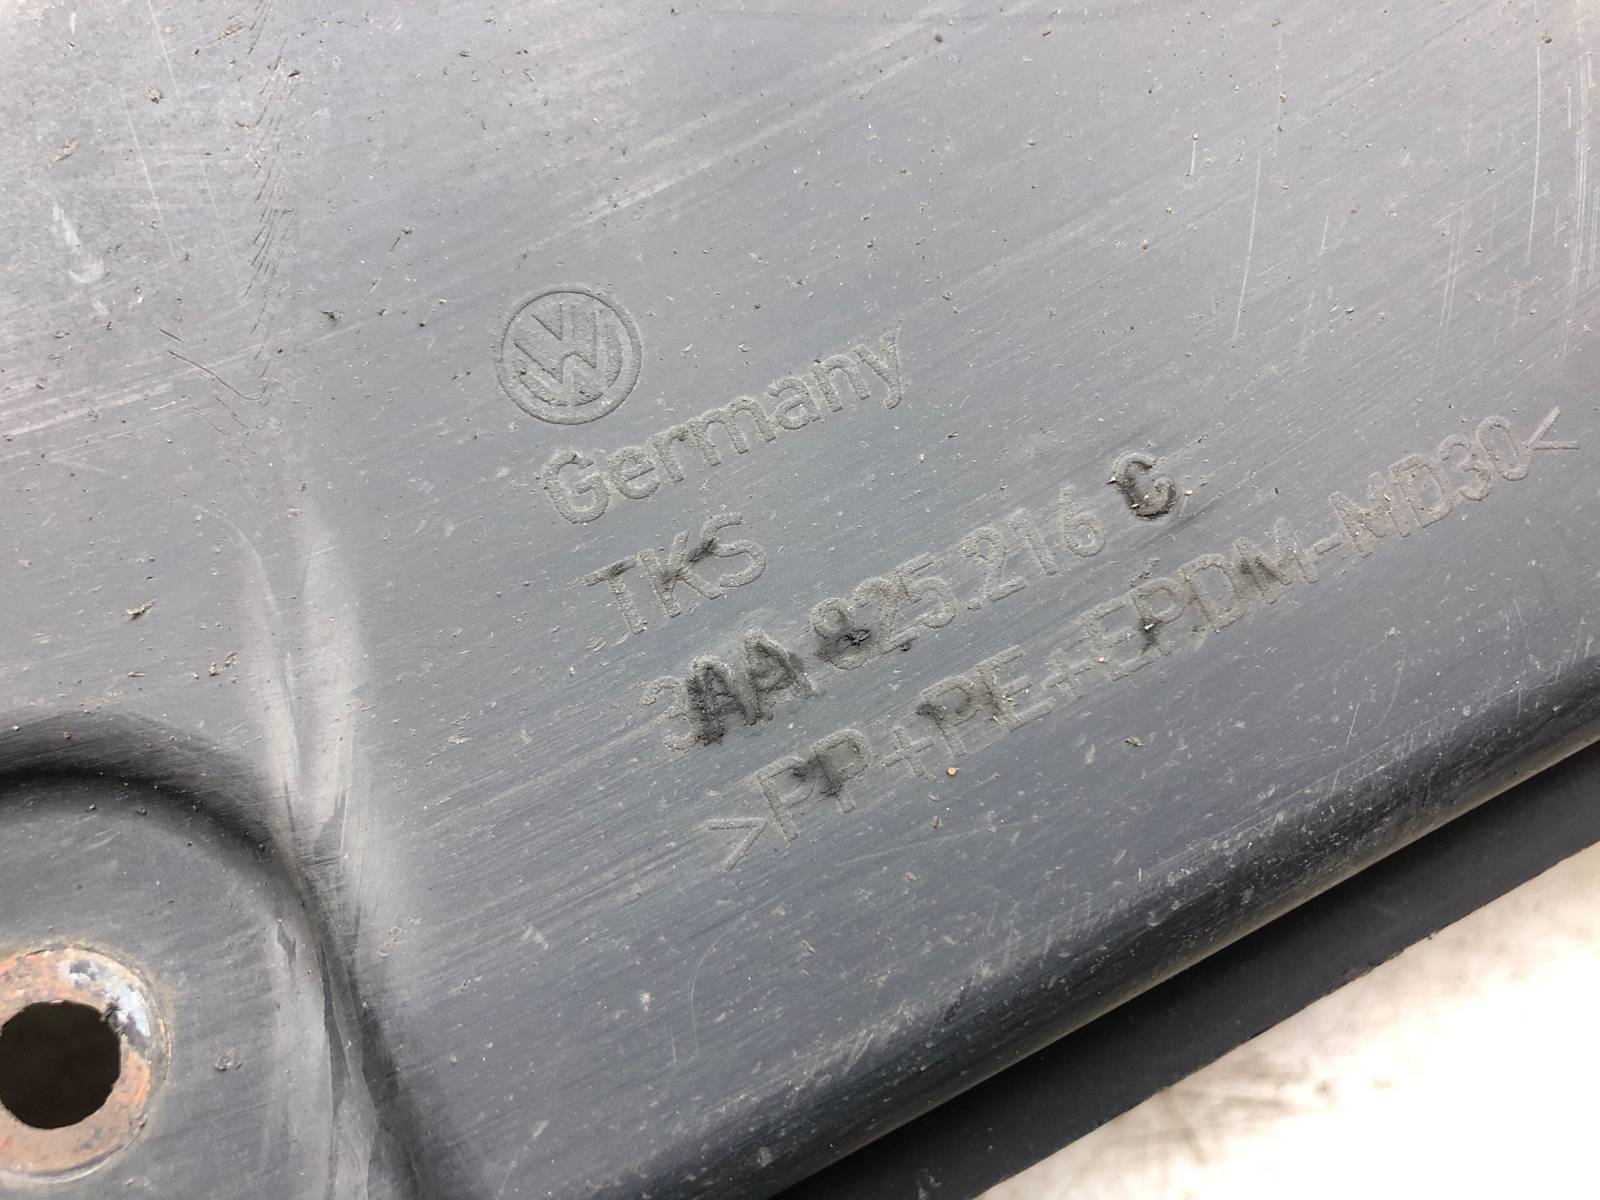 Germany
TKS
3AA 825.216 C
>PP+PE+EPDM-MD30<